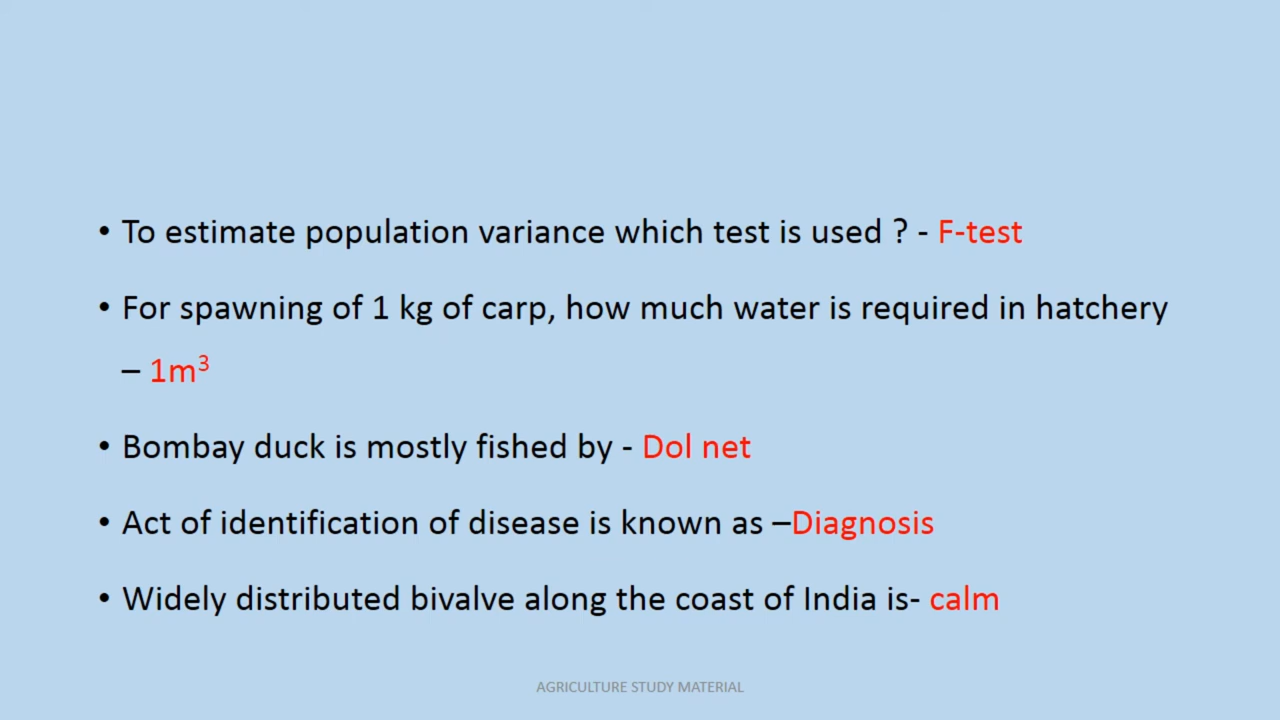 • To estimate population variance which test is used ? - F-test
• For spawning of 1 kg of carp, how much water is required in hatchery
– 1m³
• Bombay duck is mostly fished by - Dol net
• Act of identification of disease is known as –Diagnosis
• Widely distributed bivalve along the coast of India is- calm
AGRICULTURE STUDY MATERIAL